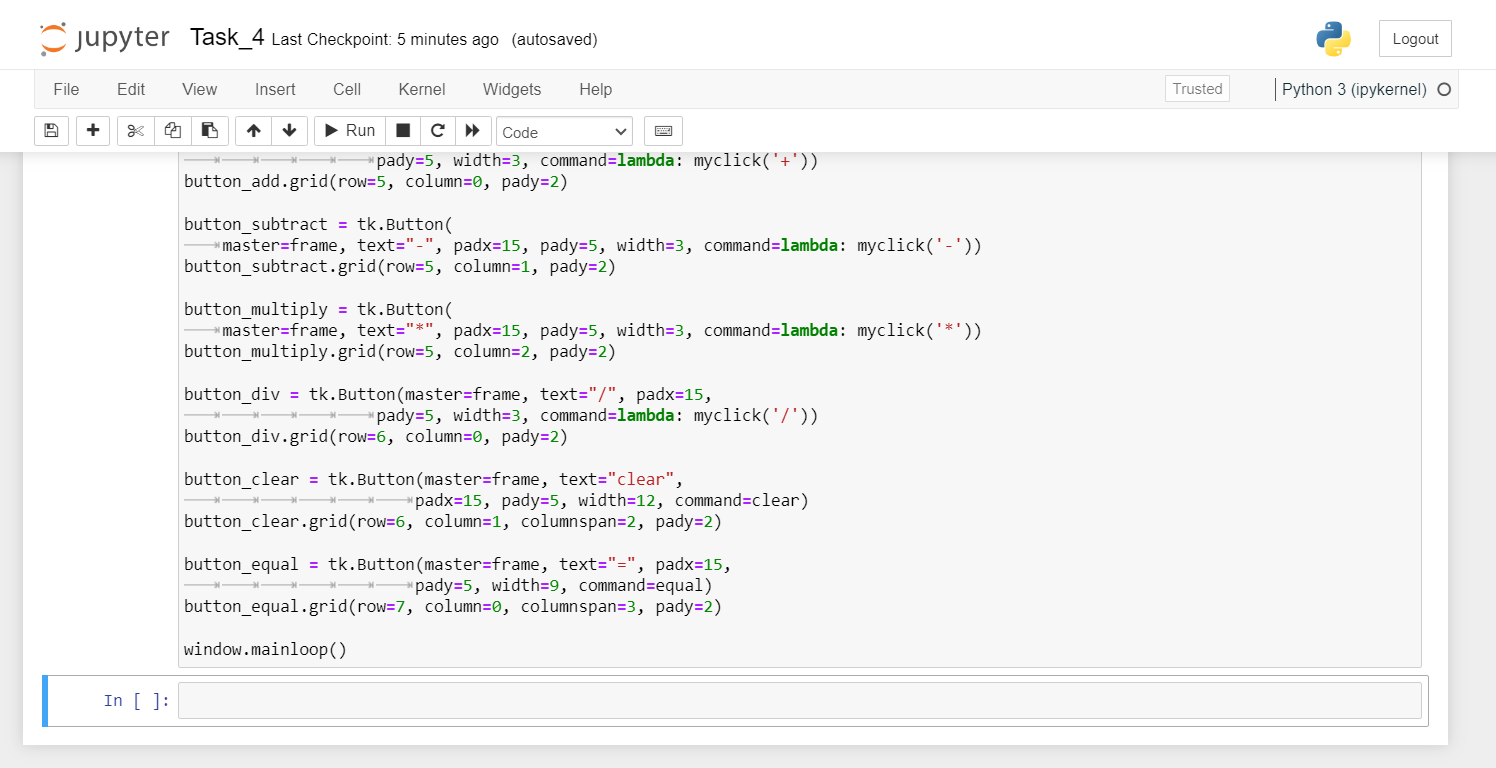 jupyter Task_4 Last Checkpoint: 5 minutes ago (autosaved) Logout
File Edit View Insert Cell Kernel Widgets Help Trusted Python 3 (ipykernel)
Run Code
pady=5, width=3, command=lambda: myclick('+'))
button_add.grid(row=5, column=0, pady=2)
button_subtract = tk.Button(
master=frame, text="-", padx=15, pady=5, width=3, command=lambda: myclick('-'))
button_subtract.grid(row=5, column=1, pady=2)
button_multiply = tk.Button(
master=frame, text="*", padx=15, pady=5, width=3, command=lambda: myclick('*'))
button_multiply.grid(row=5, column=2, pady=2)
button_div = tk.Button(master=frame, text="/", padx=15,
pady=5, width=3, command=lambda: myclick('/'))
button_div.grid(row=6, column=0, pady=2)
button_clear = tk.Button(master=frame, text="clear",
padx=15, pady=5, width=12, command=clear)
button_clear.grid(row=6, column=1, columnspan=2, pady=2)
button_equal = tk.Button(master=frame, text="=", padx=15,
pady=5, width=9, command=equal)
button_equal.grid(row=7, column=0, columnspan=3, pady=2)
window.mainloop()
In [ ]: